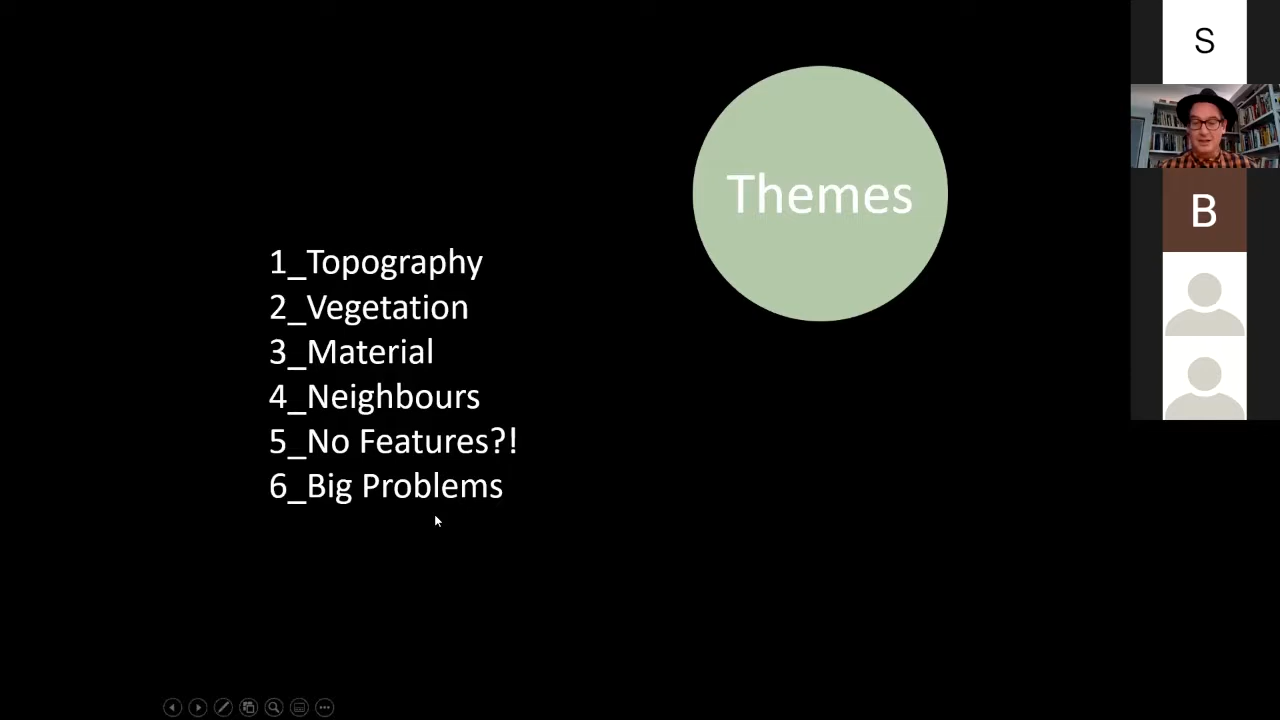 Themes
1_Topography
2_Vegetation
3_Material
4_Neighbours
5_No Features?!
6_Big Problems
S
B